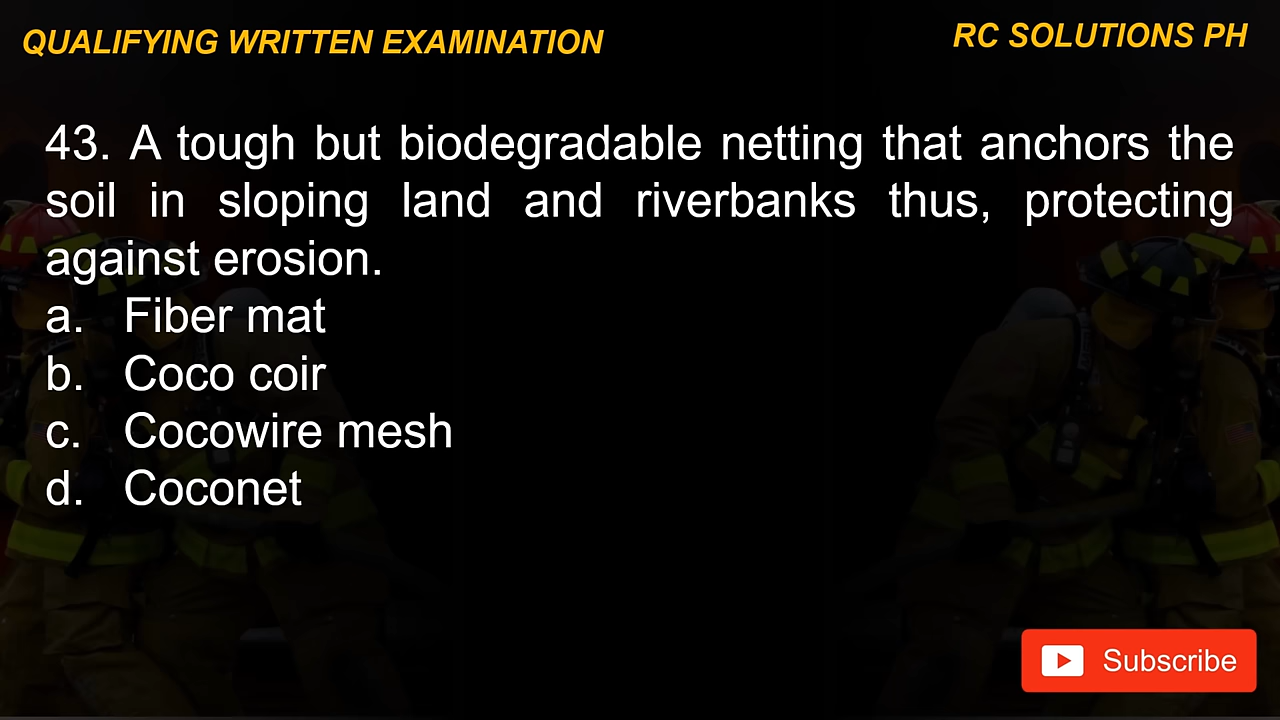 QUALIFYING WRITTEN EXAMINATION
RC SOLUTIONS PH
43. A tough but biodegradable netting that anchors the
soil in sloping land and riverbanks thus, protecting
against erosion.
a. Fiber mat
b. Coco coir
c. Cocowire mesh
d. Coconet
Subscribe